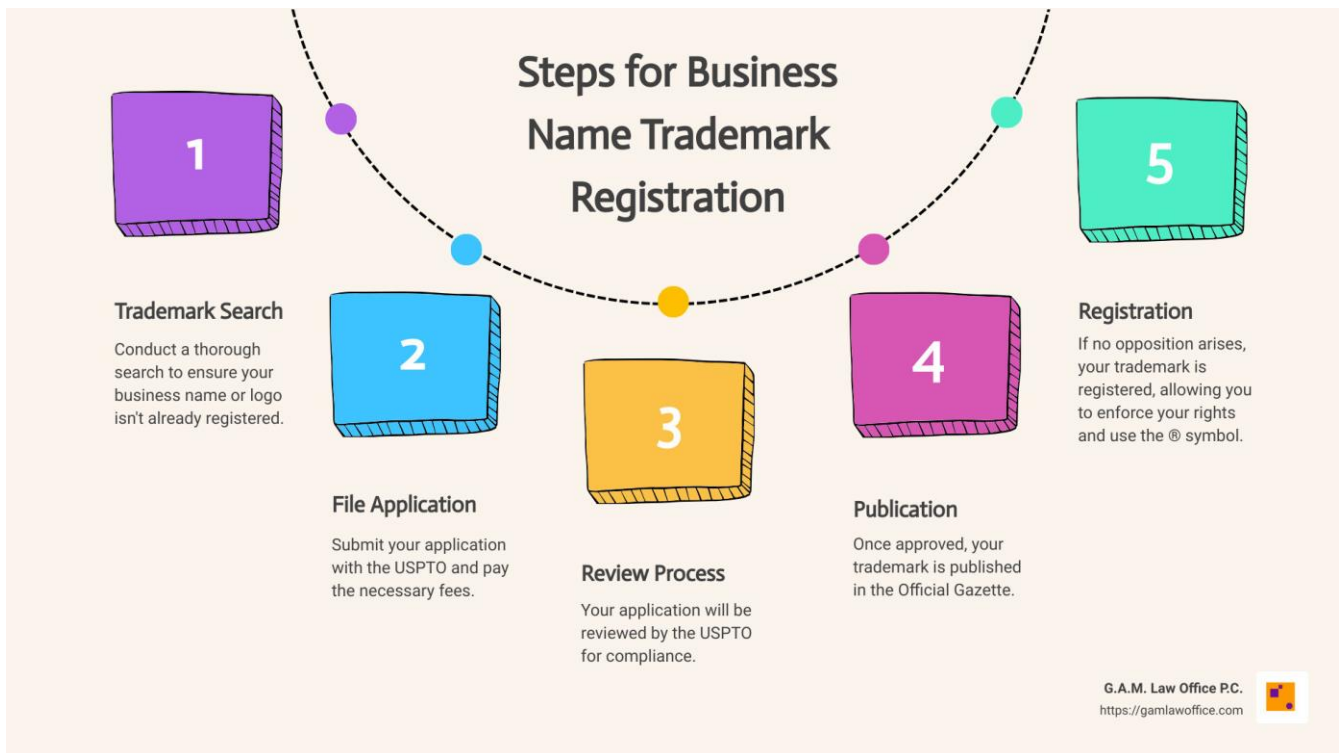 Steps for Business
Name Trademark
Registration
1
Trademark Search
Conduct a thorough
search to ensure your
business name or logo
isn't already registered.
2
File Application
Submit your application
with the USPTO and pay
the necessary fees.
3
Review Process
Your application will be
reviewed by the USPTO
for compliance.
4
Publication
Once approved, your
trademark is published
in the Official Gazette.
5
Registration
If no opposition arises,
your trademark is
registered, allowing you
to enforce your rights
and use the ® symbol.
G.A.M. Law Office P.C.
https://gamlawoffice.com